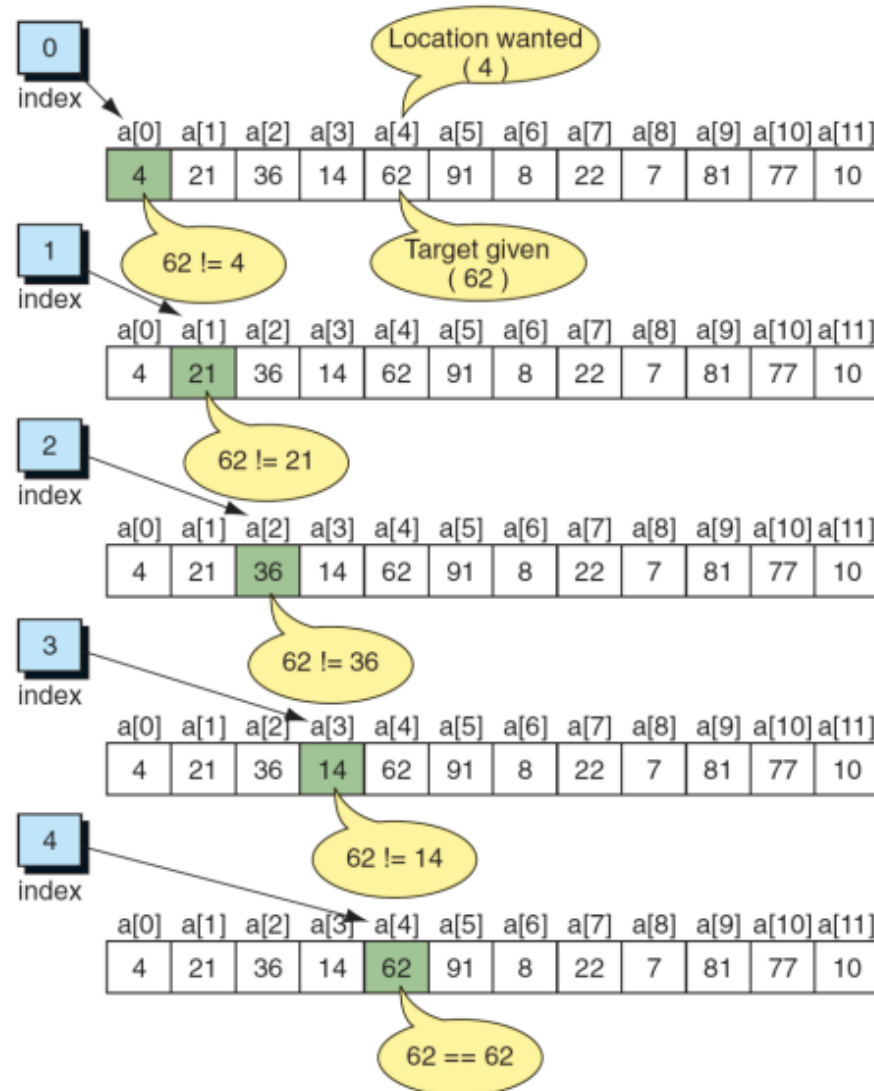 0
index
Location wanted
( 4 )
a[0] a[1] a[2] a[3] a[4] a[5] a[6] a[7] a[8] a[9] a[10] a[11]
4 21 36 14 62 91 8 22 7 81 77 10
62 != 4
Target given
( 62 )
1
index
a[0] a[1] a[2] a[3] a[4] a[5] a[6] a[7] a[8] a[9] a[10] a[11]
4 21 36 14 62 91 8 22 7 81 77 10
62 != 21
2
index
a[0] a[1] a[2] a[3] a[4] a[5] a[6] a[7] a[8] a[9] a[10] a[11]
4 21 36 14 62 91 8 22 7 81 77 10
62 != 36
3
index
a[0] a[1] a[2] a[3] a[4] a[5] a[6] a[7] a[8] a[9] a[10] a[11]
4 21 36 14 62 91 8 22 7 81 77 10
62 != 14
4
index
a[0] a[1] a[2] a[3] a[4] a[5] a[6] a[7] a[8] a[9] a[10] a[11]
4 21 36 14 62 91 8 22 7 81 77 10
62 == 62